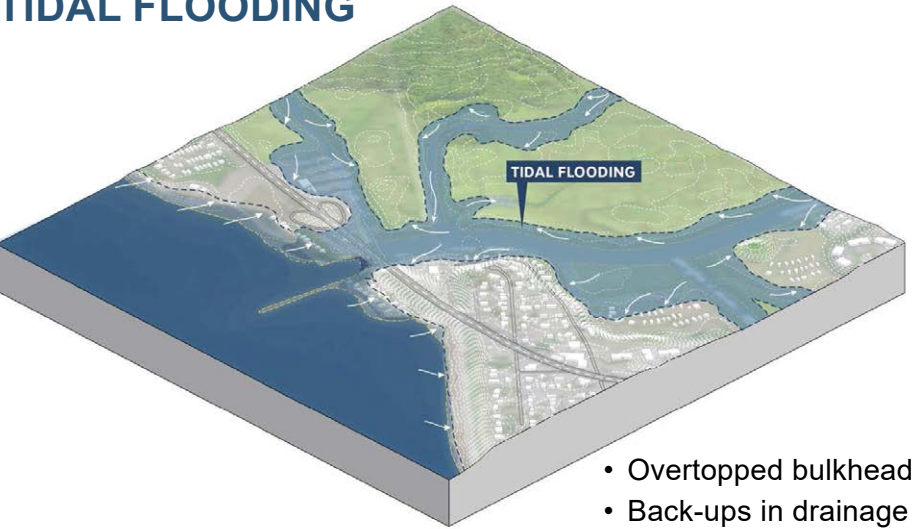 TIDAL FLOODING
TIDAL FLOODING
• Overtopped bulkhead
• Back-ups in drainage